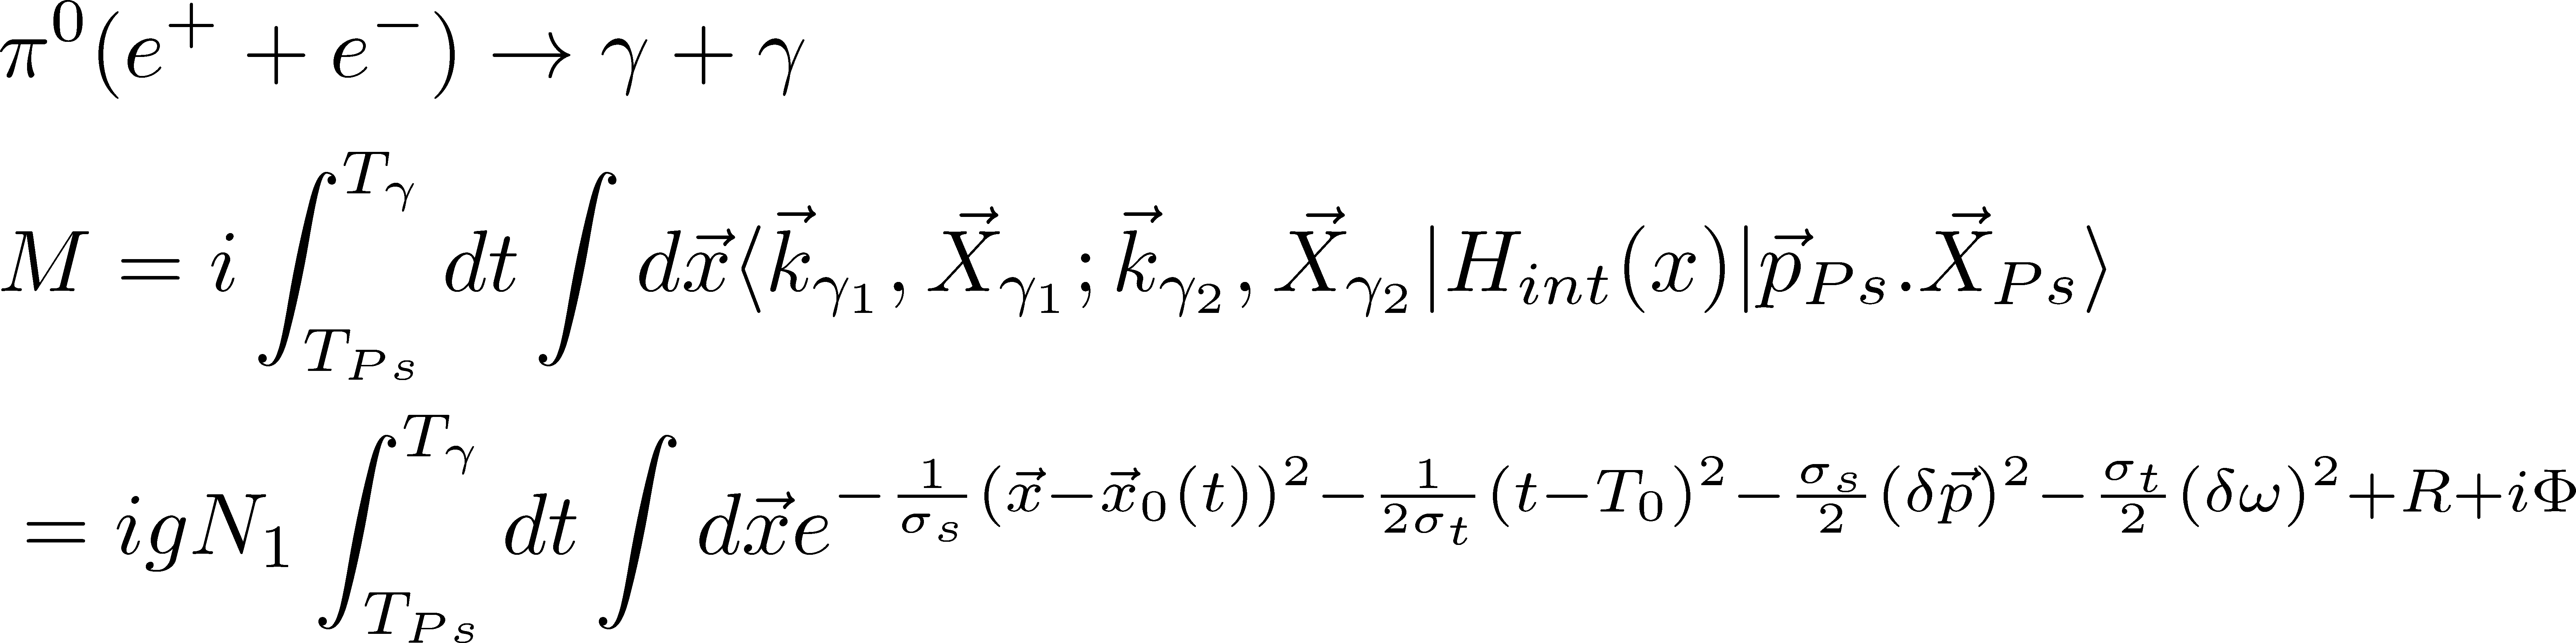 π⁰(e⁺ + e⁻) → γ + γ
M = i ∫_{T_{Ps}}^{T_γ} dt ∫ d\vec{x} ⟨\vec{k}_{γ_1}, \vec{X}_{γ_1}; \vec{k}_{γ_2}, \vec{X}_{γ_2} |H_{int}(x)| \vec{p}_{Ps}.\vec{X}_{Ps}⟩
= igN_1 ∫_{T_{Ps}}^{T_γ} dt ∫ d\vec{x} e^{-\frac{1}{σ_s}(\vec{x}-\vec{x}_0(t))^2-\frac{1}{2σ_t}(t-T_0)^2-\frac{σ_s}{2}(δ\vec{p})^2-\frac{σ_t}{2}(δω)^2+R+iΦ}